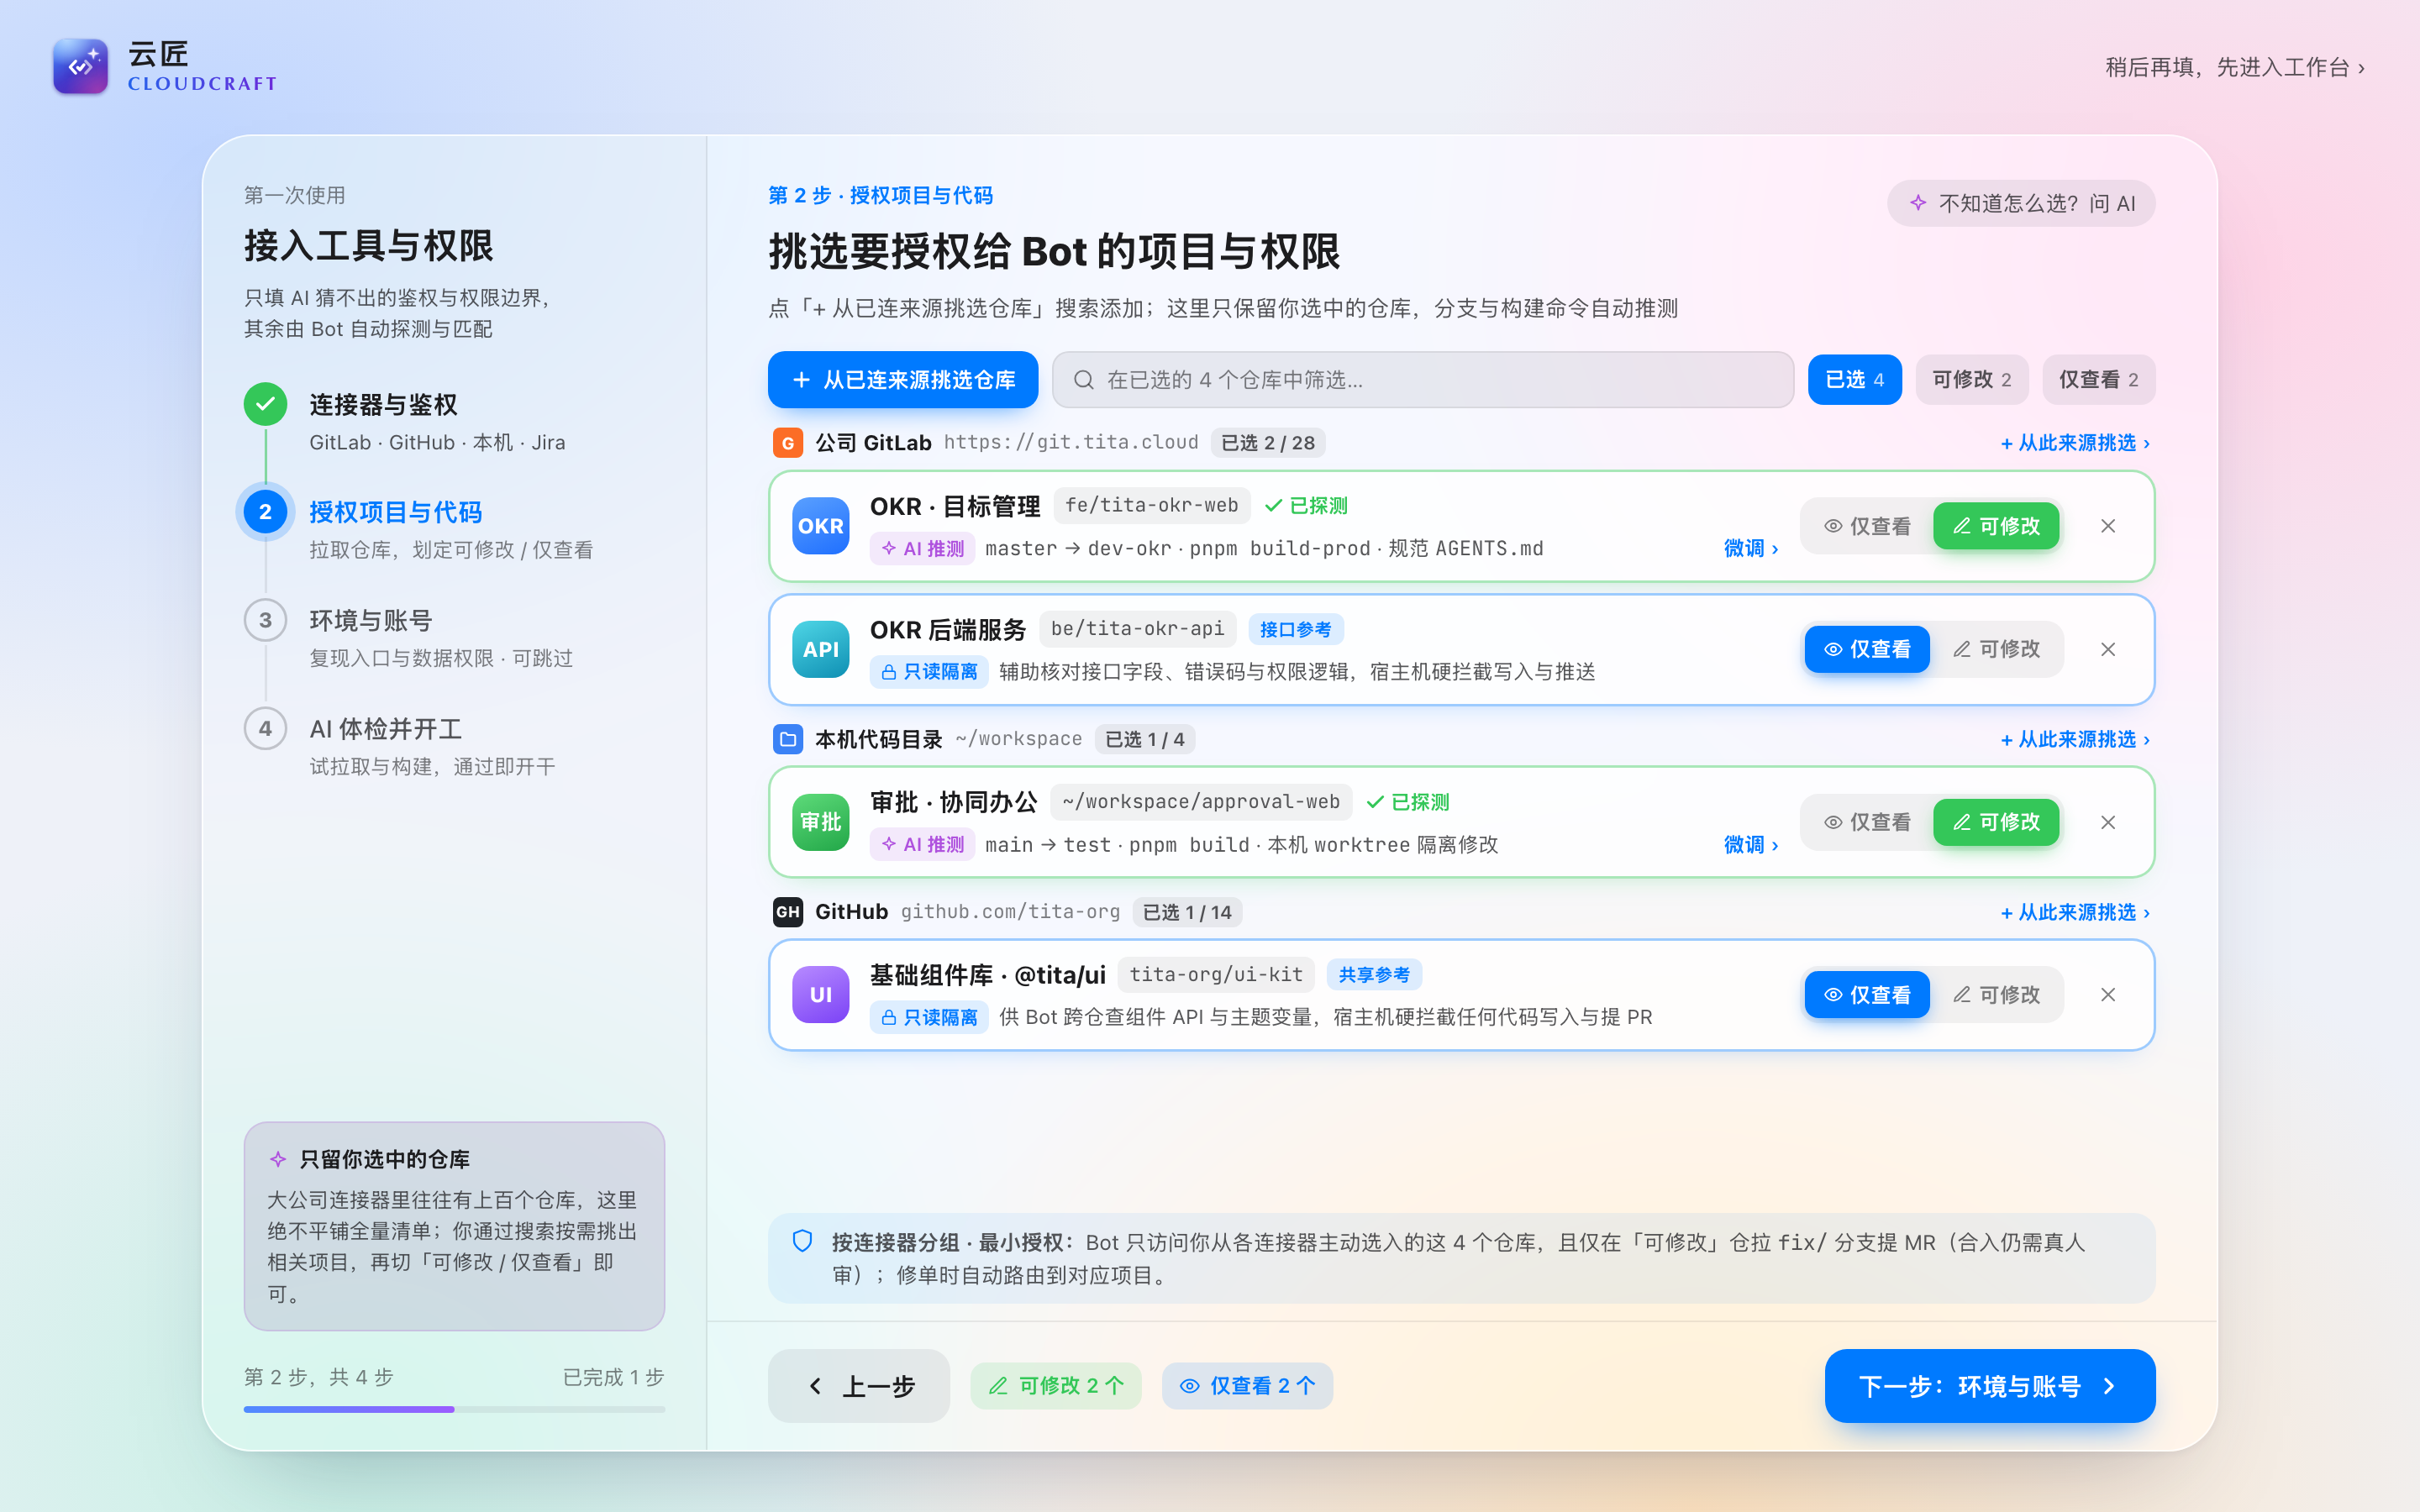 云匠
CLOUDCRAFT
稍后再填，先进入工作台 ›
第一次使用
接入工具与权限
只填 AI 猜不出的鉴权与权限边界，
其余由 Bot 自动探测与匹配
连接器与鉴权
GitLab · GitHub · 本机 · Jira
2
授权项目与代码
拉取仓库，划定可修改 / 仅查看
3
环境与账号
复现入口与数据权限 · 可跳过
4
AI 体检并开工
试拉取与构建，通过即开干
只留你选中的仓库
大公司连接器里往往有上百个仓库，这里
绝不平铺全量清单；你通过搜索按需挑出
相关项目，再切「可修改 / 仅查看」即
可。
第 2 步，共 4 步
已完成 1 步
第 2 步 · 授权项目与代码
不知道怎么选？问 AI
挑选要授权给 Bot 的项目与权限
点「+ 从已连来源挑选仓库」搜索添加；这里只保留你选中的仓库，分支与构建命令自动推测
+ 从已连来源挑选仓库
在已选的 4 个仓库中筛选...
已选 4
可修改 2
仅查看 2
G 公司 GitLab https://git.tita.cloud 已选 2 / 28
+ 从此来源挑选 ›
OKR
OKR · 目标管理 fe/tita-okr-web 已探测
AI 推测 master → dev-okr · pnpm build-prod · 规范 AGENTS.md
微调 ›
仅查看
可修改
API
OKR 后端服务 be/tita-okr-api 接口参考
只读隔离 辅助核对接口字段、错误码与权限逻辑，宿主机硬拦截写入与推送
仅查看
可修改
本机代码目录 ~/workspace 已选 1 / 4
+ 从此来源挑选 ›
审批
审批 · 协同办公 ~/workspace/approval-web 已探测
AI 推测 main → test · pnpm build · 本机 worktree 隔离修改
微调 ›
仅查看
可修改
GH GitHub github.com/tita-org 已选 1 / 14
+ 从此来源挑选 ›
UI
基础组件库 · @tita/ui tita-org/ui-kit 共享参考
只读隔离 供 Bot 跨仓查组件 API 与主题变量，宿主机硬拦截任何代码写入与提 PR
仅查看
可修改
按连接器分组 · 最小授权：Bot 只访问你从各连接器主动选入的这 4 个仓库，且仅在「可修改」仓拉 fix/ 分支提 MR（合入仍需真人
审）；修单时自动路由到对应项目。
上一步
可修改 2 个
仅查看 2 个
下一步：环境与账号